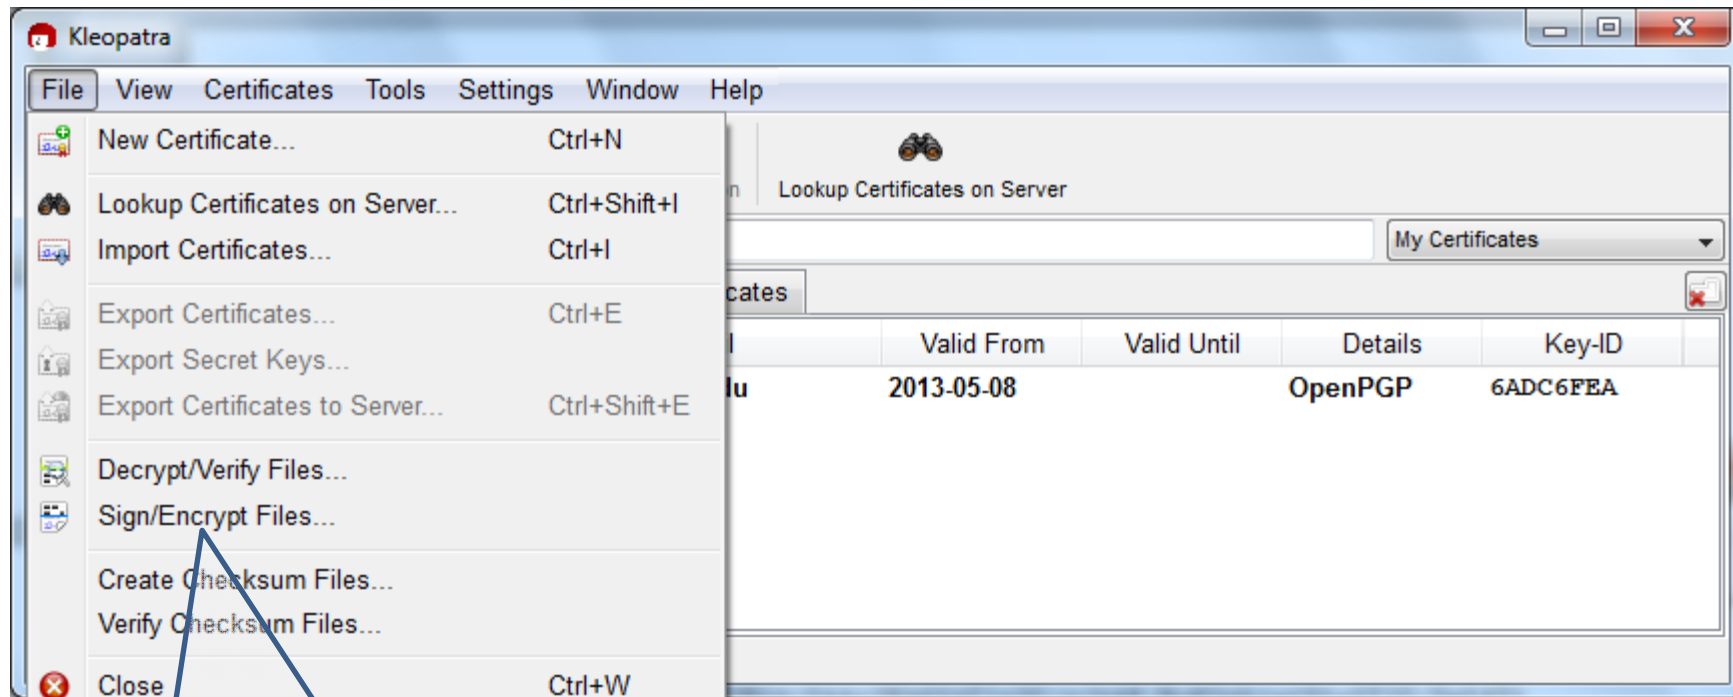 Kleopatra
File View Certificates Tools Settings Window Help
New Certificate... Ctrl+N
Lookup Certificates on Server... Ctrl+Shift+I
Import Certificates... Ctrl+I
Export Certificates... Ctrl+E
Export Secret Keys...
Export Certificates to Server... Ctrl+Shift+E
Decrypt/Verify Files...
Sign/Encrypt Files...
Create Checksum Files...
Verify Checksum Files...
Close Ctrl+W
n Lookup Certificates on Server
My Certificates
cates
l Valid From Valid Until Details Key-ID
du 2013-05-08 OpenPGP 6ADC6FEA